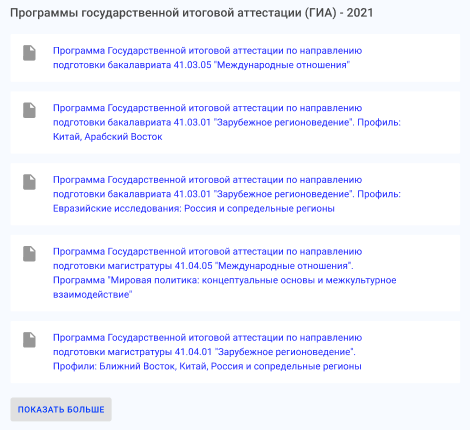 Программы государственной итоговой аттестации (ГИА) - 2021
Программа Государственной итоговой аттестации по направлению
подготовки бакалавриата 41.03.05 "Международные отношения"
Программа Государственной итоговой аттестации по направлению
подготовки бакалавриата 41.03.01 "Зарубежное регионоведение". Профиль:
Китай, Арабский Восток
Программа Государственной итоговой аттестации по направлению
подготовки бакалавриата 41.03.01 "Зарубежное регионоведение". Профиль:
Евразийские исследования: Россия и сопредельные регионы
Программа Государственной итоговой аттестации по направлению
подготовки магистратуры 41.04.05 "Международные отношения".
Программа "Мировая политика: концептуальные основы и межкультурное
взаимодействие"
Программа Государственной итоговой аттестации по направлению
подготовки магистратуры 41.04.01 "Зарубежное регионоведение".
Профили: Ближний Восток, Китай, Россия и сопредельные регионы
ПОКАЗАТЬ БОЛЬШЕ